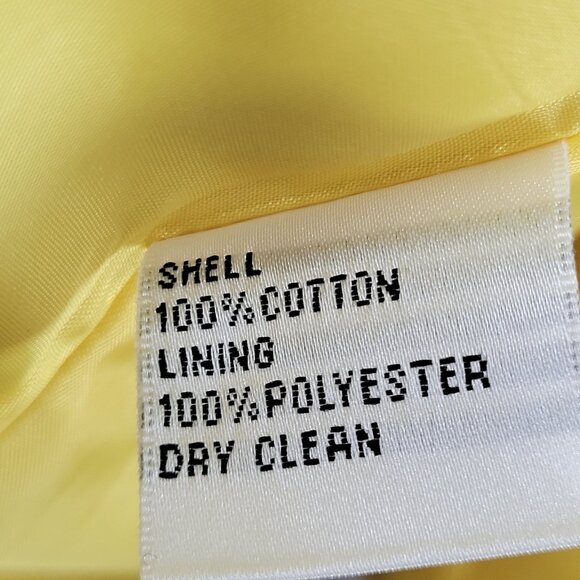 SHELL
100%COTTON
LINING
100%POLYESTER
DRY CLEAN